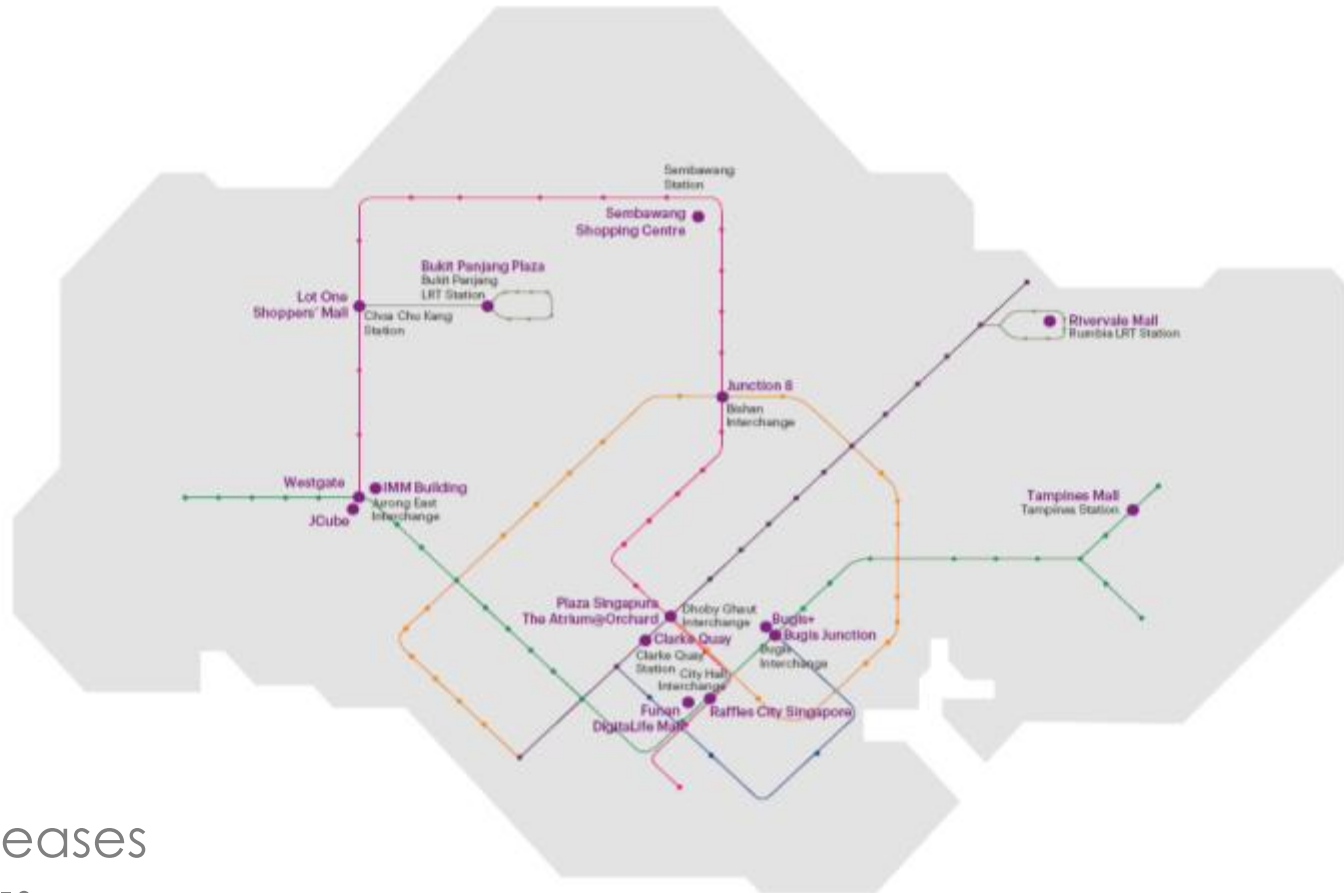 Sembawang
Station
Sembawang
Shopping Centre
Bukit Panjang Plaza
Bukit Panjang
LRT Station
Lot One
Shoppers' Mall
Choa Chu Kang
Station
Rivervale Mall
Rumbia LRT Station
Junction 8
Bishan
Interchange
Westgate
IMM Building
Jurong East
Interchange
JCube
Tampines Mall
Tampines Station
Plaza Singapura
The Atrium@Orchard
Dhoby Ghaut
Interchange
Clarke Quay
Clarke Quay
Station
Bugis+
Bugis Junction
Bugis
Interchange
City Hall
Interchange
Funan
DigitaLife Mall
Raffles City Singapore
eases